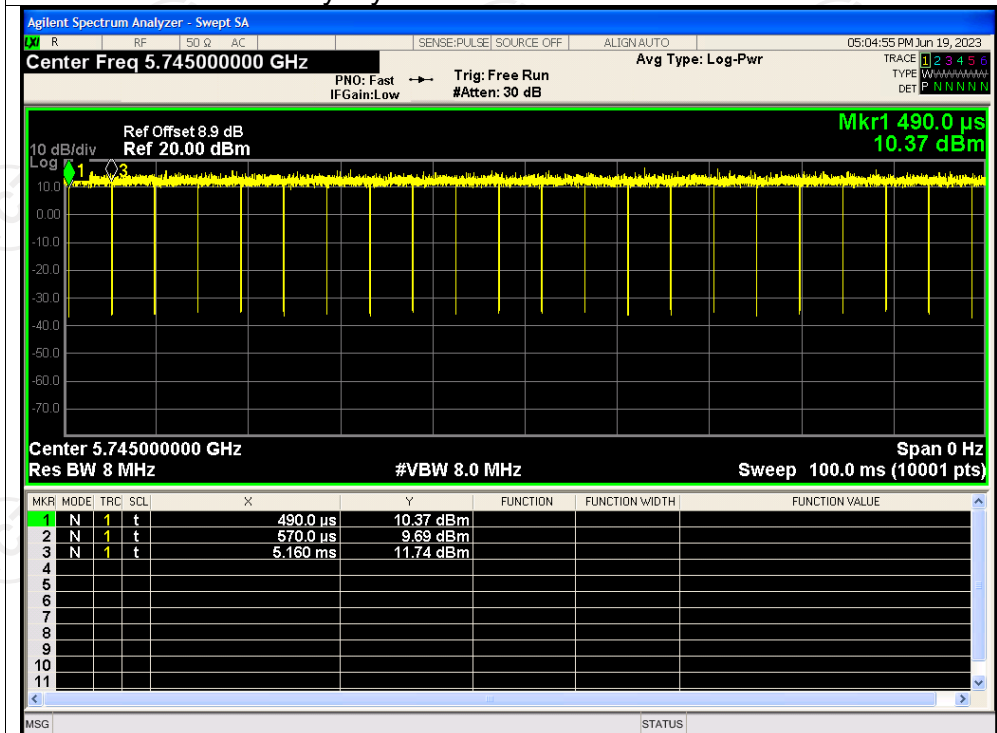 Agilent Spectrum Analyzer - Swept SA
LXI R RF 50 Ω AC SENSE:PULSE SOURCE OFF ALIGN AUTO 05:04:55 PM Jun 19, 2023
Center Freq 5.745000000 GHz
PNO: Fast
IFGain:Low
Trig: Free Run
#Atten: 30 dB
Avg Type: Log-Pwr
TRACE 1 2 3 4 5 6
TYPE
DET P N N N N N
Mkr1 490.0 µs
10.37 dBm
Ref Offset 8.9 dB
10 dB/div Ref 20.00 dBm
Log
1 3
10.0
0.00
-10.0
-20.0
-30.0
-40.0
-50.0
-60.0
-70.0
Center 5.745000000 GHz Span 0 Hz
Res BW 8 MHz #VBW 8.0 MHz Sweep 100.0 ms (10001 pts)
MKR MODE TRC SCL X Y FUNCTION FUNCTION WIDTH FUNCTION VALUE
1 N 1 t 490.0 µs 10.37 dBm
2 N 1 t 570.0 µs 9.69 dBm
3 N 1 t 5.160 ms 11.74 dBm
4
5
6
7
8
9
10
11
MSG STATUS